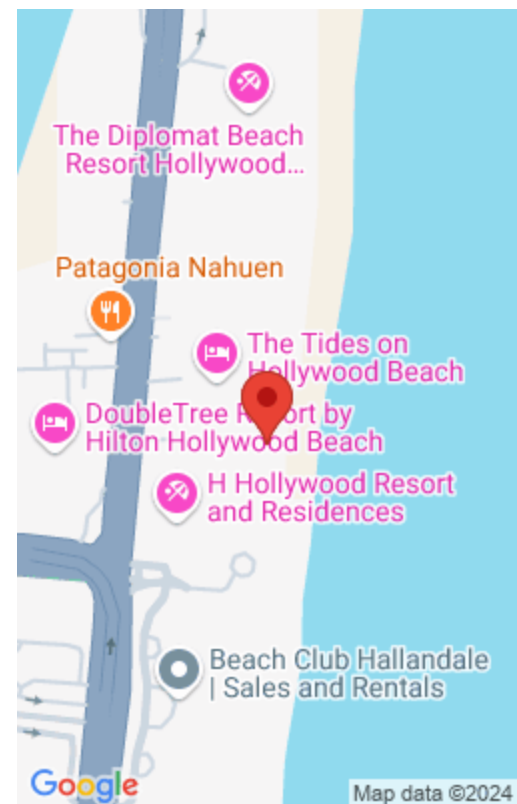 The Diplomat Beach
Resort Hollywood...
Patagonia Nahuen
The Tides on
Hollywood Beach
DoubleTree Resort by
Hilton Hollywood Beach
H Hollywood Resort
and Residences
Beach Club Hallandale
| Sales and Rentals
Google
Map data ©2024